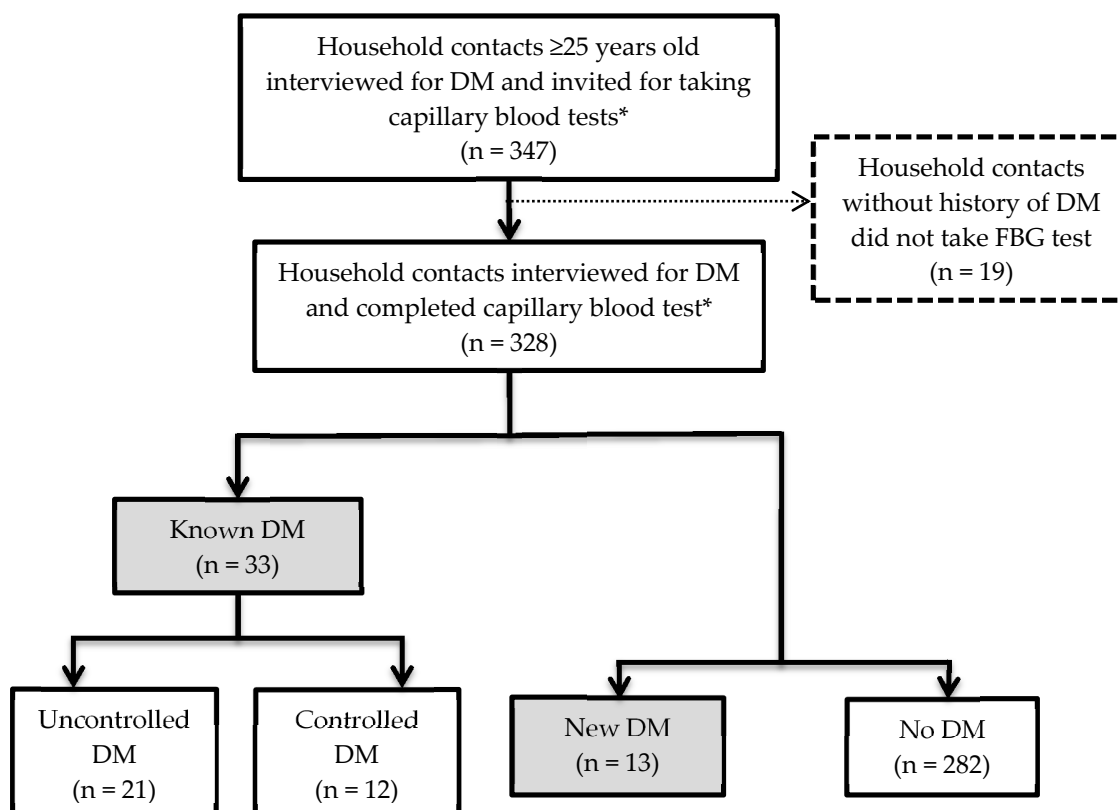 Household contacts ≥25 years old
interviewed for DM and invited for taking
capillary blood tests*
(n = 347)
Household contacts
without history of DM
did not take FBG test
(n = 19)
Household contacts interviewed for DM
and completed capillary blood test*
(n = 328)
Known DM
(n = 33)
Uncontrolled
DM
(n = 21)
Controlled
DM
(n = 12)
New DM
(n = 13)
No DM
(n = 282)